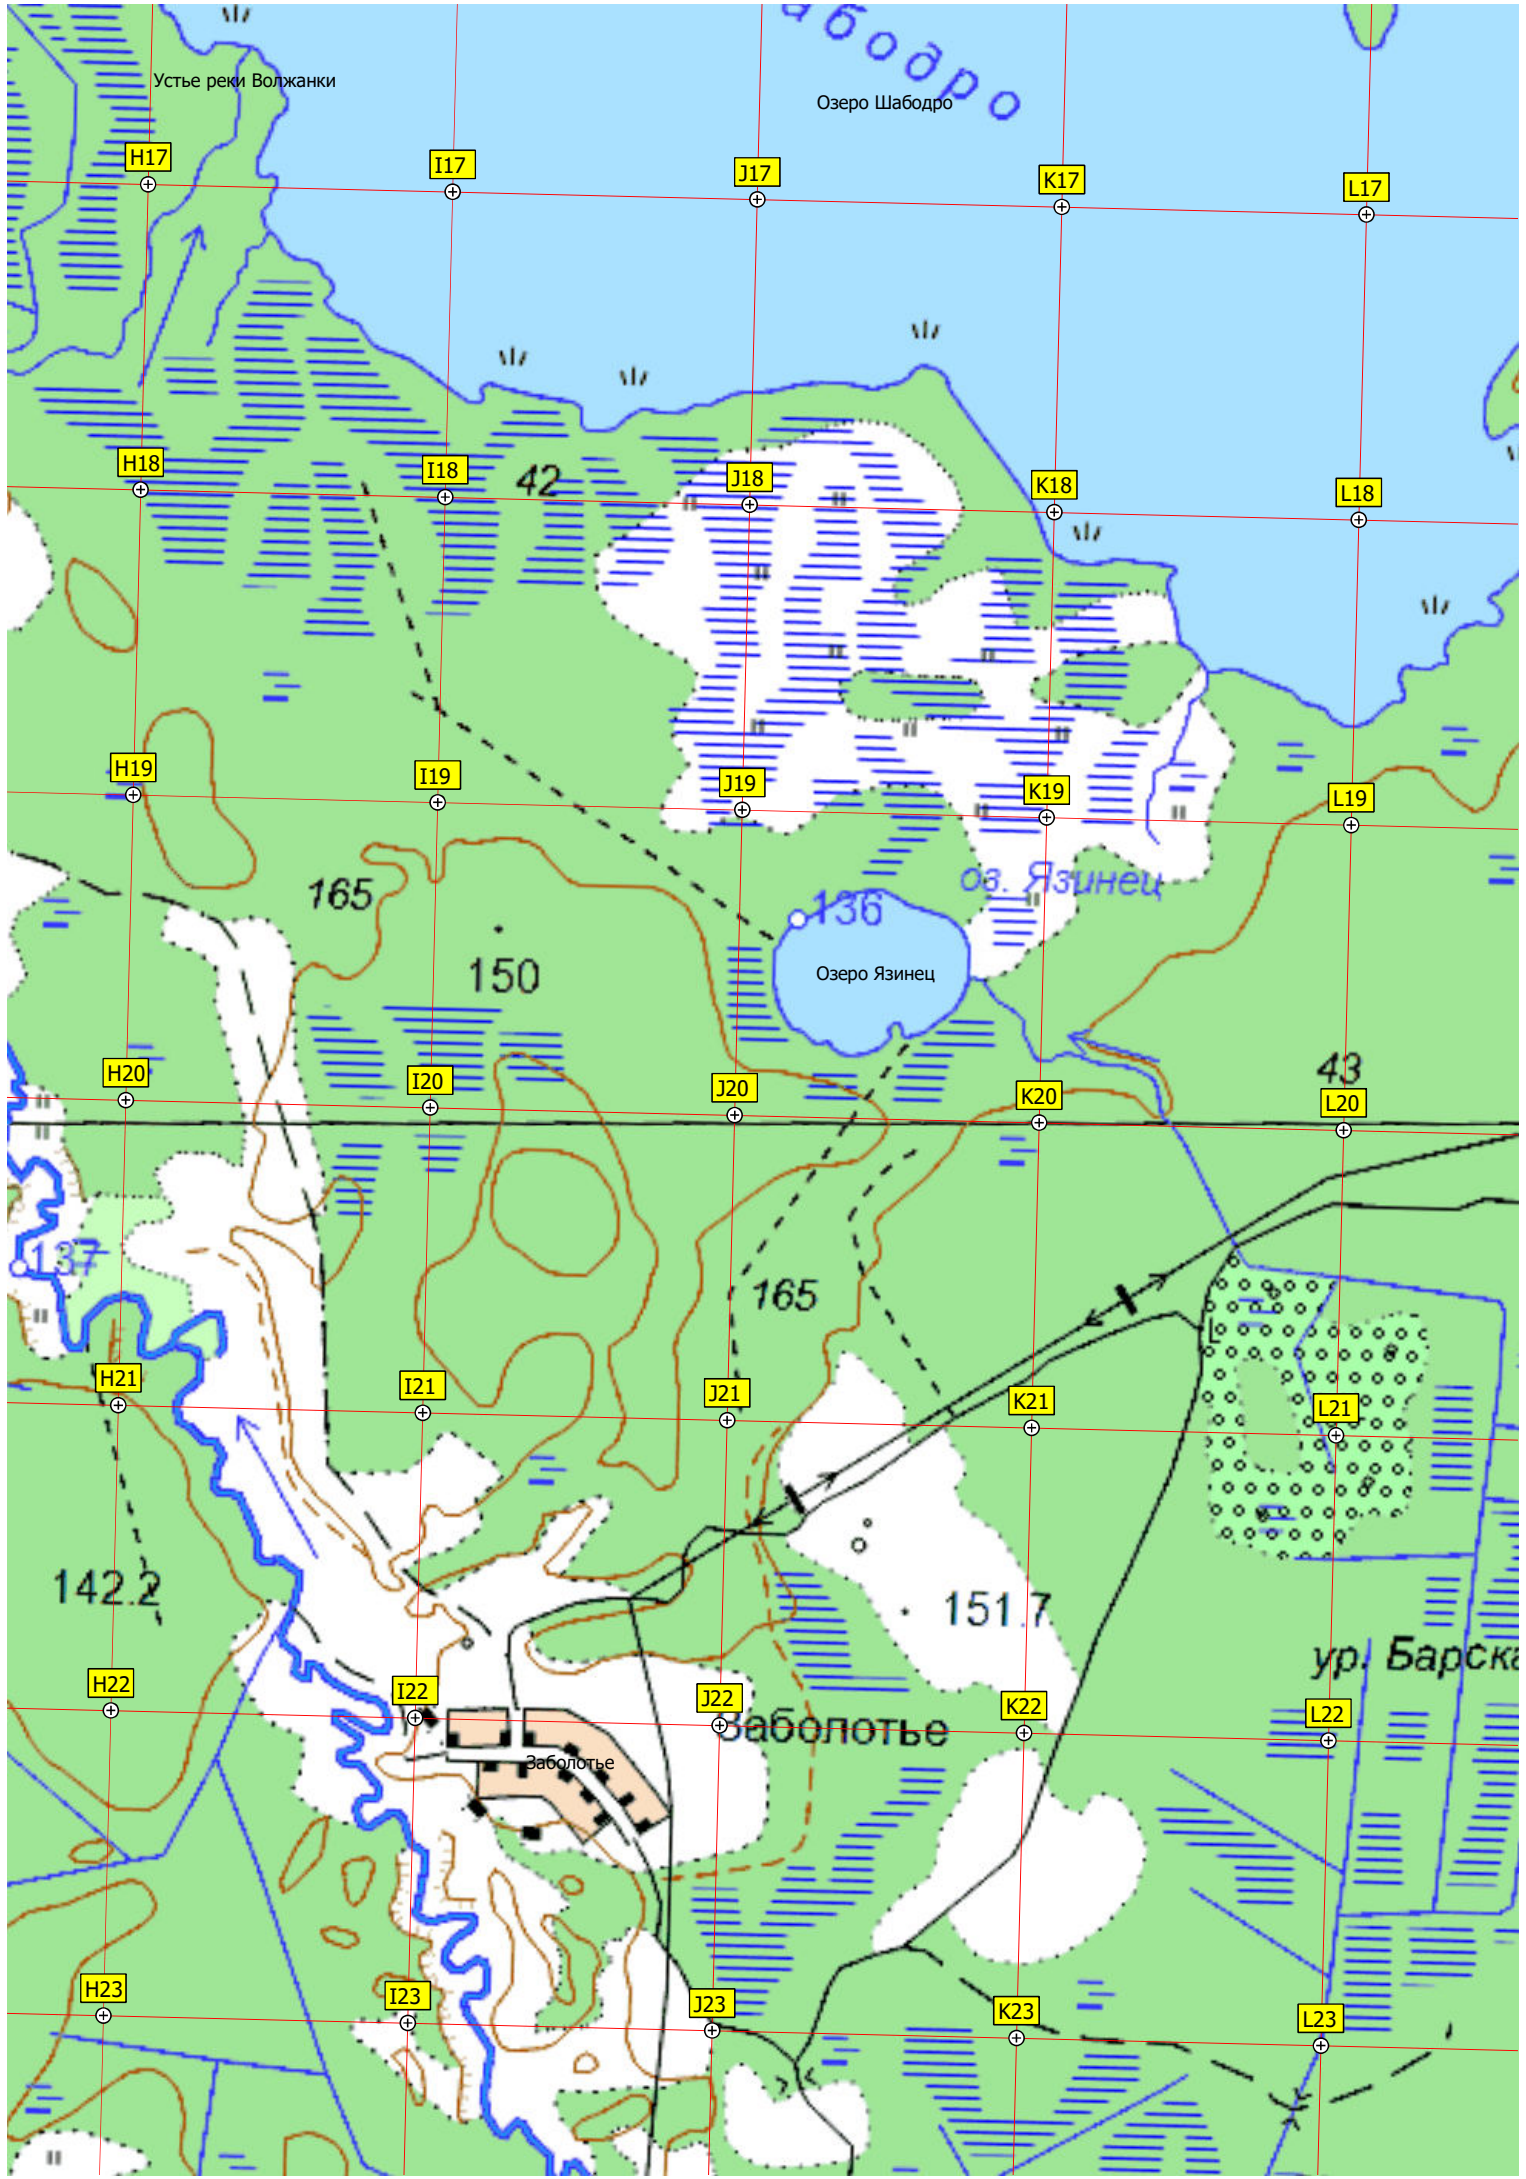 абодро
Устье реки Волжанки
Озеро Шабодро
H17
I17
J17
K17
L17
H18
I18
42
J18
K18
L18
H19
I19
J19
K19
L19
165
оз. Язинец
136
150
Озеро Язинец
43
H20
I20
J20
K20
L20
137
165
L
H21
I21
J21
K21
L21
142.2
151.7
ур. Барска
H22
I22
J22
K22
L22
Заболотье
Заболотье
H23
I23
J23
K23
L23